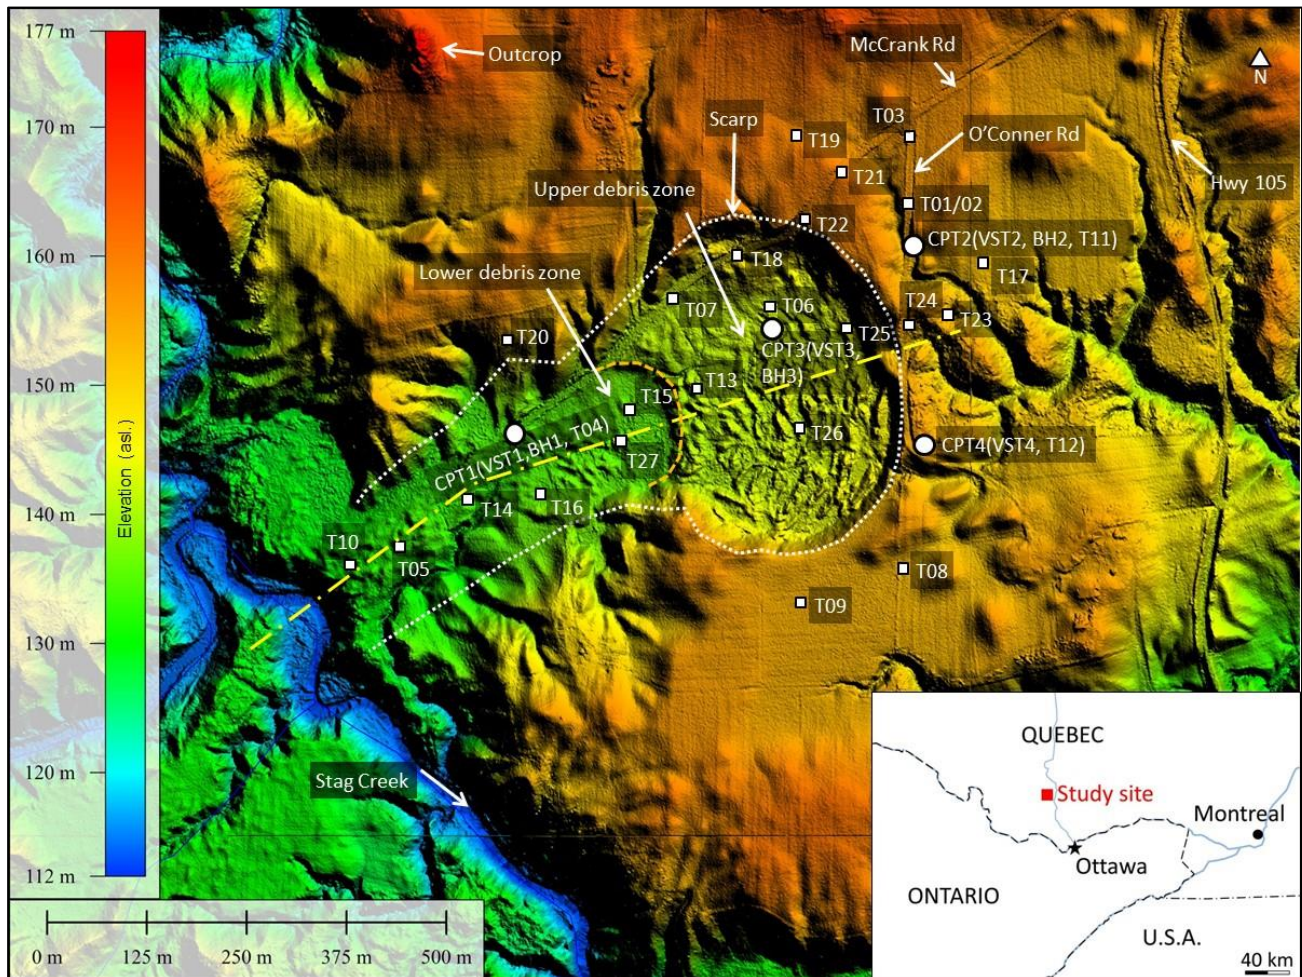 177 m
170 m
160 m
150 m
140 m
130 m
120 m
112 m
Elevation (asl.)
0 m
125 m
250 m
375 m
500 m
Outcrop
McCrank Rd
N
T03
Scarp
T19
O'Conner Rd
Upper debris zone
T21
Hwy 105
T01/02
T22
CPT2(VST2, BH2, T11)
Lower debris zone
T18
T17
T07
T06
T24
T23
T20
T25
CPT3(VST3,
BH3)
T13
T15
CPT1(VST1,BH1, T04)
T26
CPT4(VST4, T12)
T27
T14
T16
T10
T05
T08
T09
Stag Creek
QUEBEC
Study site
Montreal
Ottawa
ONTARIO
U.S.A.
40 km